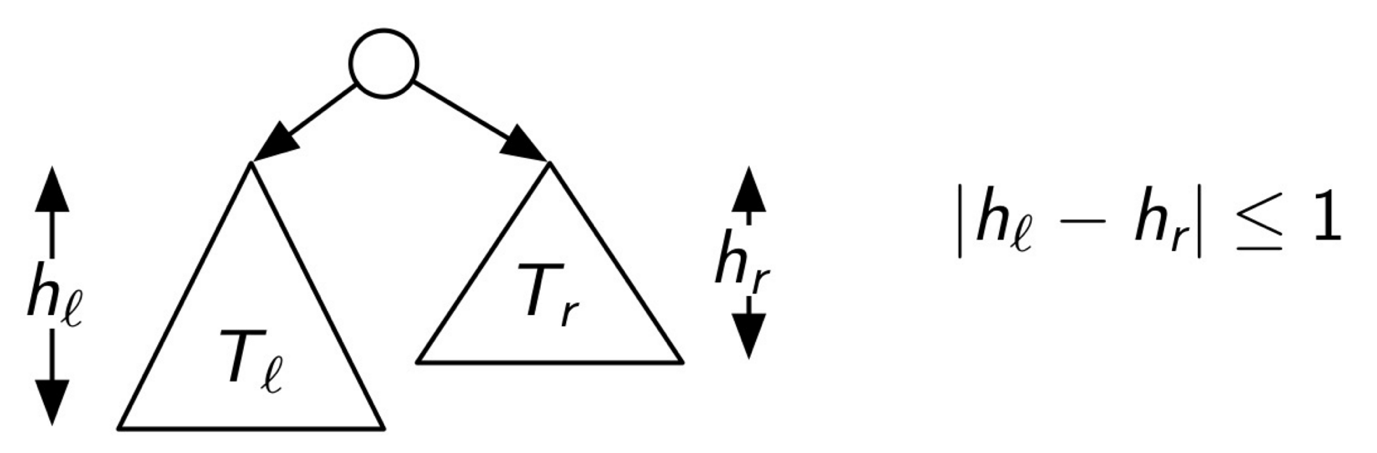 hℓ
Tℓ
Tr
hr
|hℓ − hr| ≤ 1